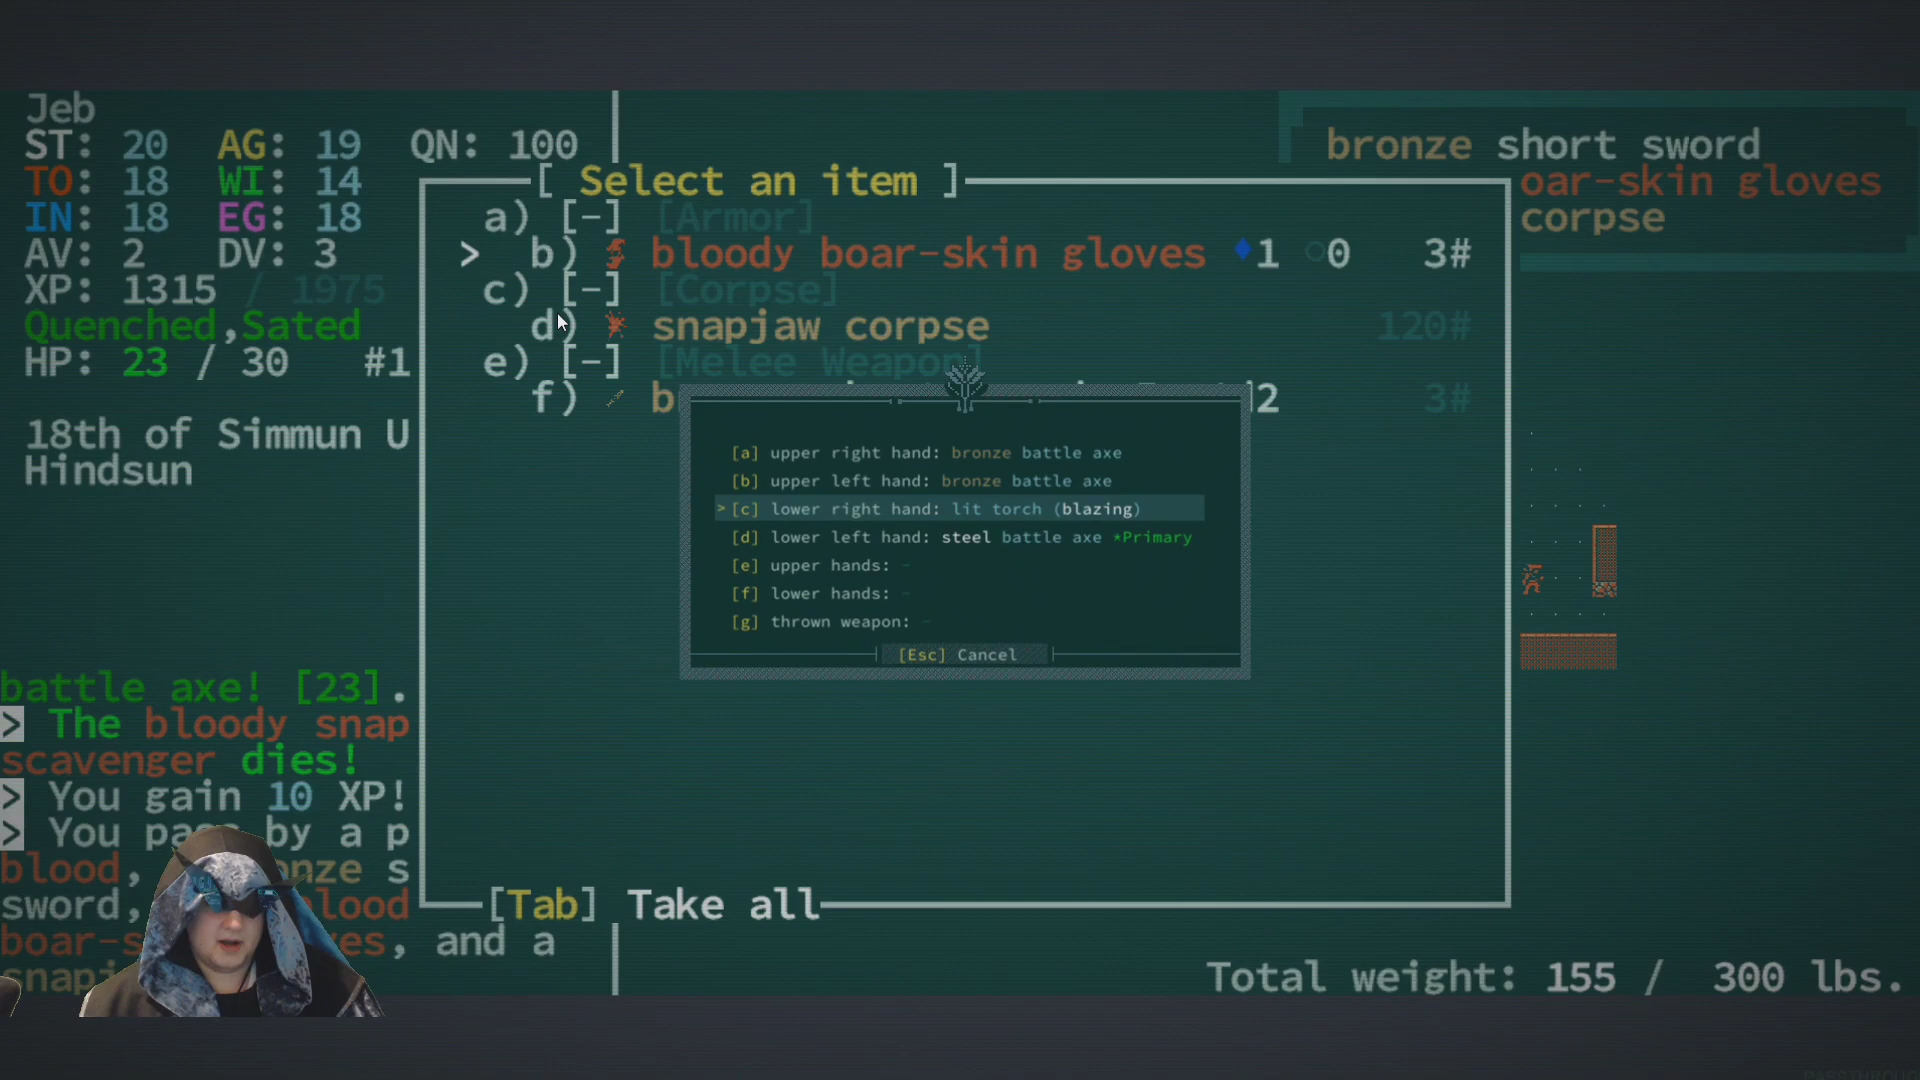 Jeb
ST: 20 AG: 19 QN: 100
TO: 18 WI: 14
IN: 18 EG: 18
AV: 2 DV: 3
XP: 1315 / 1975
Quenched,Sated
HP: 23 / 30 #1
18th of Simmun U
Hindsun
battle axe! [23].
> The bloody snap
scavenger dies!
> You gain 10 XP!
> You pass by a p
blood,
sword, blood
and a
[ Select an item ]
a) [-] [Armor]
> b) bloody boar-skin gloves ♦1 ○0 3#
c) [-] [Corpse]
d) snapjaw corpse 120#
e) [-] [Melee Weapon]
f) b d2 3#
[a] upper right hand: bronze battle axe
[b] upper left hand: bronze battle axe
>[c] lower right hand: lit torch (blazing)
[d] lower left hand: steel battle axe *Primary
[e] upper hands: -
[f] lower hands: -
[g] thrown weapon: -
[Esc] Cancel
[Tab] Take all
bronze short sword
oar-skin gloves
corpse
Total weight: 155 / 300 lbs.